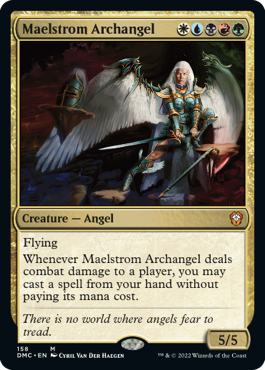 Maelstrom Archangel
Creature — Angel
Flying
Whenever Maelstrom Archangel deals
combat damage to a player, you may
cast a spell from your hand without
paying its mana cost.
There is no world where angels fear to
tread.
5/5
158 M
DMC • EN CYRIL VAN DER HAEGEN
™ & © 2022 Wizards of the Coast